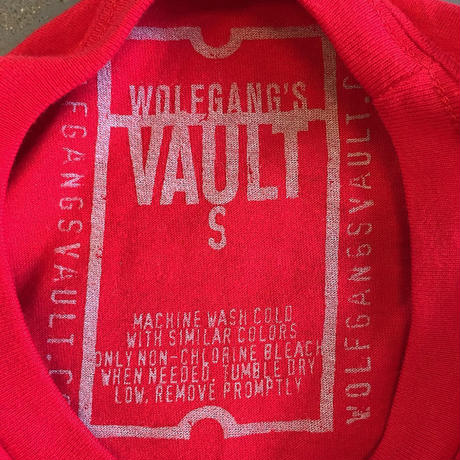 WOLFGANG'S
VAULT
S
MACHINE WASH COLD
WITH SIMILAR COLORS
ONLY NON-CHLORINE BLEACH
WHEN NEEDED, TUMBLE DRY
LOW, REMOVE PROMPTLY
FGANGSVAULT.C
WOLFGANGSVAULT.C